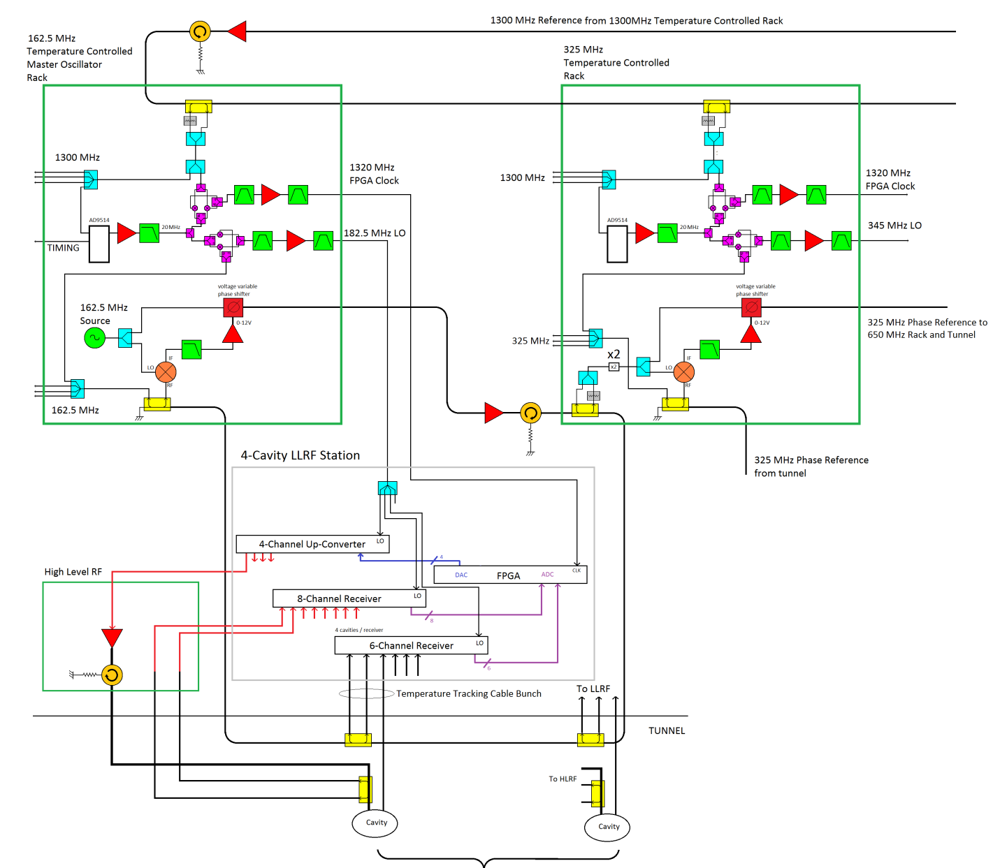 1300 MHz Reference from 1300MHz Temperature Controlled Rack
162.5 MHz
Temperature Controlled
Master Oscillator
Rack
325 MHz
Temperature Controlled
Rack
1300 MHz
1320 MHz
FPGA Clock
AD9514
20 MHz
TIMING
182.5 MHz LO
voltage variable
phase shifter
162.5 MHz
Source
0-12V
IF
LO
RF
162.5 MHz
1300 MHz
1320 MHz
FPGA Clock
AD9514
20 MHz
345 MHz LO
voltage variable
phase shifter
0-12V
325 MHz Phase Reference to
650 MHz Rack and Tunnel
325 MHz
x2
x2
IF
LO
RF
325 MHz Phase Reference
from tunnel
4-Cavity LLRF Station
4-Channel Up-Converter
LO
4
DAC
FPGA
ADC
CLK
High Level RF
8-Channel Receiver
LO
8
4 cavities / receiver
6-Channel Receiver
LO
6
Temperature Tracking Cable Bunch
To LLRF
TUNNEL
To HLRF
Cavity
Cavity